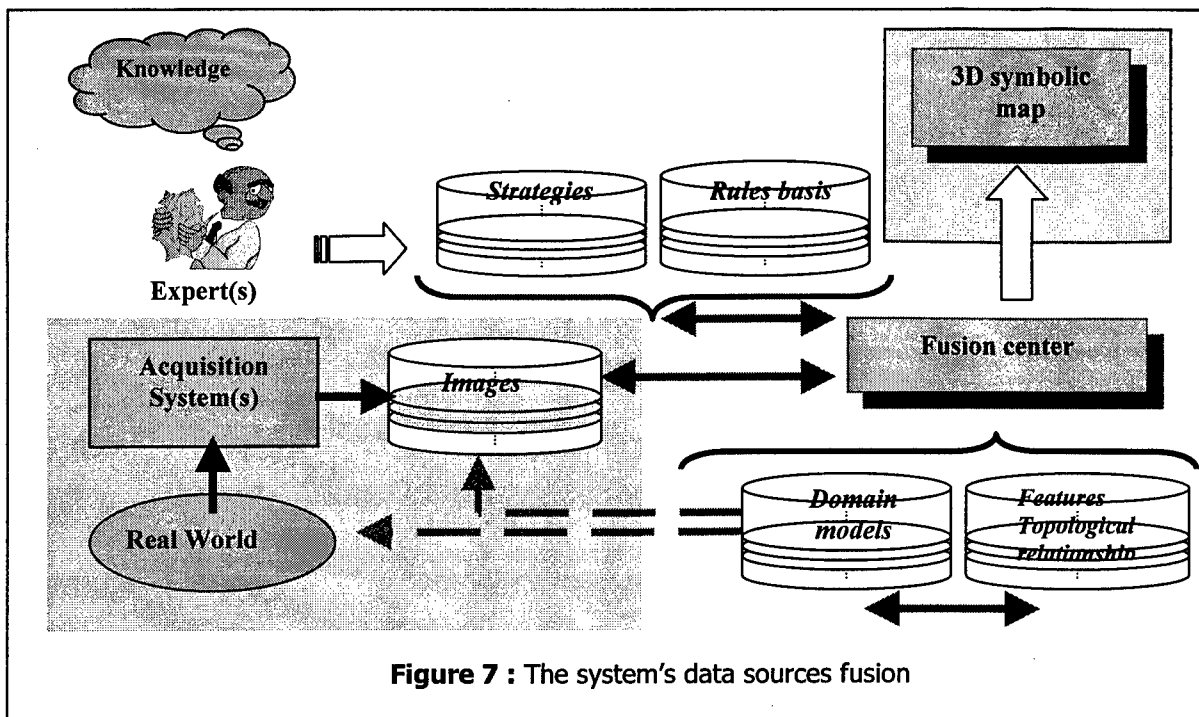 Knowledge
3D symbolic
map
Strategies
Rules basis
Expert(s)
Acquisition
System(s)
Images
Fusion center
Real World
Domain
models
Features
Topological
relationship
Figure 7 : The system's data sources fusion